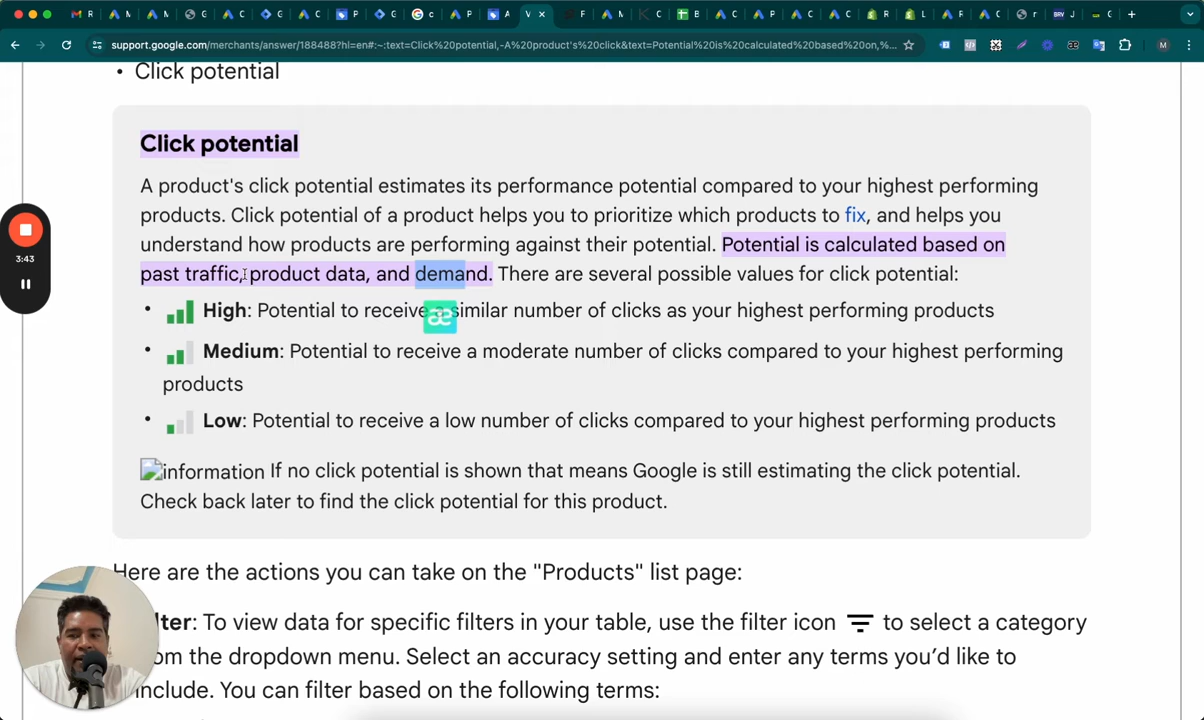 support.google.com/merchants/answer/188488?hl=en#:~:text=Click%20potential,-A%20product's%20click&text=Potential%20is%20calculated%20based%20on,%...
• Click potential
Click potential
A product's click potential estimates its performance potential compared to your highest performing
products. Click potential of a product helps you to prioritize which products to fix, and helps you
understand how products are performing against their potential. Potential is calculated based on
past traffic, product data, and demand. There are several possible values for click potential:
• High: Potential to receive a similar number of clicks as your highest performing products
• Medium: Potential to receive a moderate number of clicks compared to your highest performing
products
• Low: Potential to receive a low number of clicks compared to your highest performing products
information If no click potential is shown that means Google is still estimating the click potential.
Check back later to find the click potential for this product.
Here are the actions you can take on the "Products" list page:
ilter: To view data for specific filters in your table, use the filter icon to select a category
om the dropdown menu. Select an accuracy setting and enter any terms you'd like to
include. You can filter based on the following terms:
3:43
æ